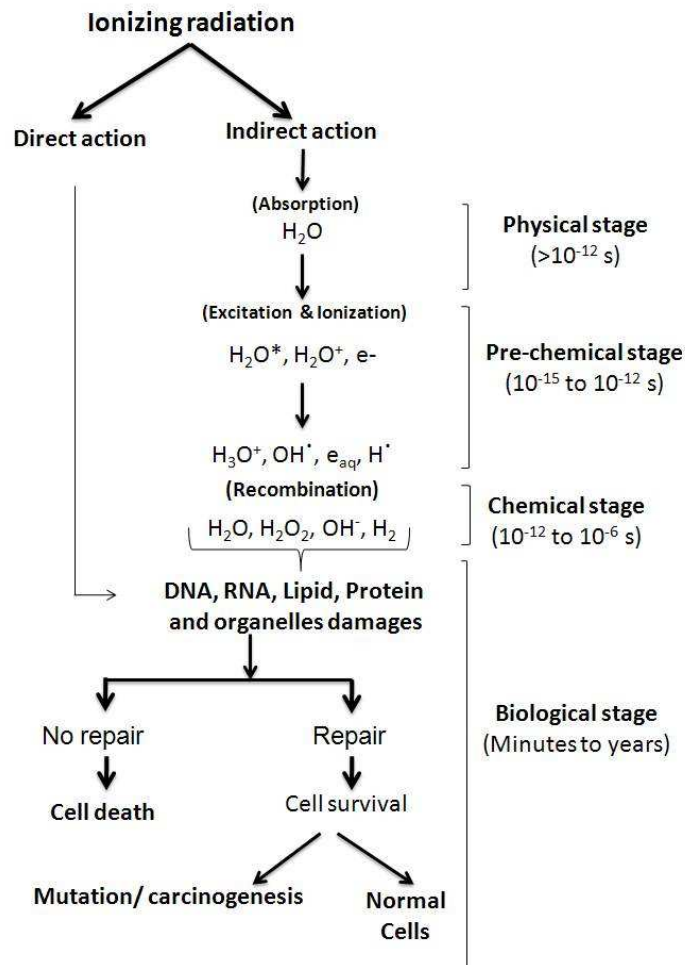 Ionizing radiation
Direct action
Indirect action
(Absorption)
H₂O
Physical stage
(>10⁻¹² s)
(Excitation & Ionization)
H₂O*, H₂O⁺, e-
Pre-chemical stage
(10⁻¹⁵ to 10⁻¹² s)
H₃O⁺, OH˙, eₐq, H˙
(Recombination)
H₂O, H₂O₂, OH⁻, H₂
Chemical stage
(10⁻¹² to 10⁻⁶ s)
DNA, RNA, Lipid, Protein
and organelles damages
No repair
Repair
Biological stage
(Minutes to years)
Cell death
Cell survival
Mutation/ carcinogenesis
Normal
Cells